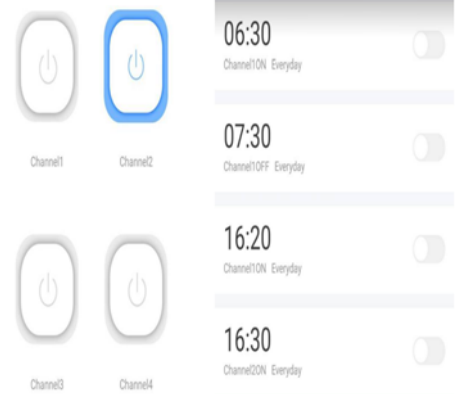 Channel1
Channel2
Channel3
Channel4
06:30
Channel1ON Everyday
07:30
Channel1OFF Everyday
16:20
Channel1ON Everyday
16:30
Channel2ON Everyday